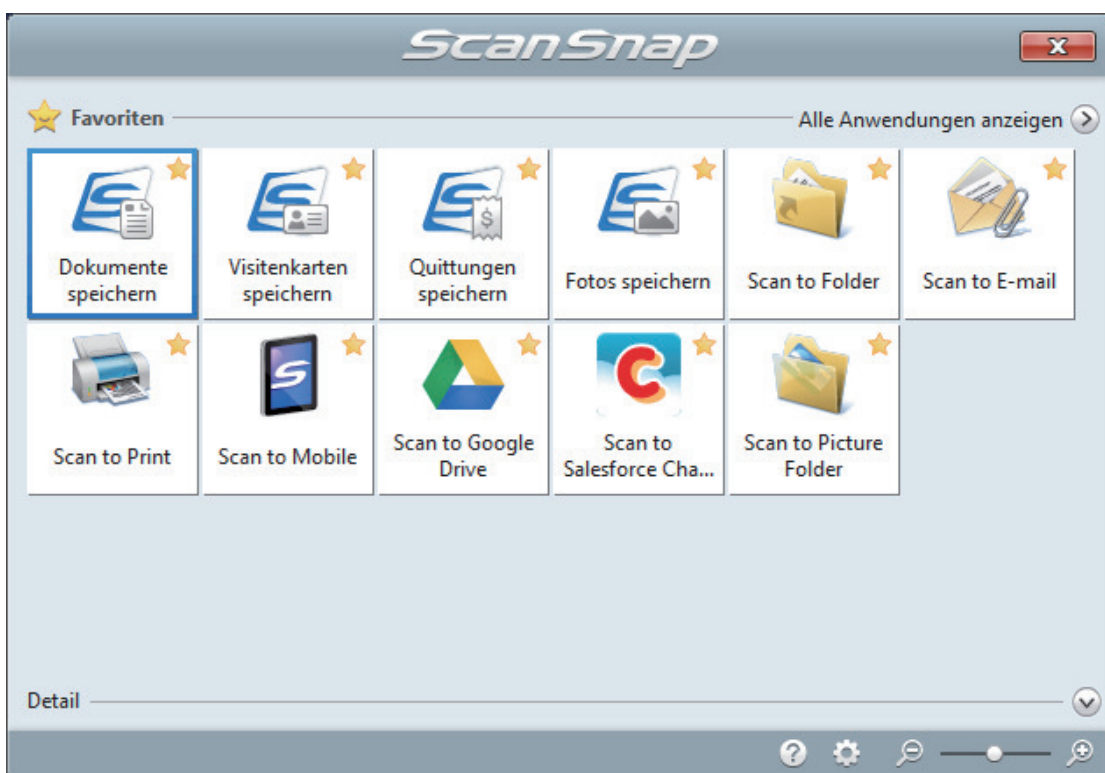 ScanSnap
Favoriten
Alle Anwendungen anzeigen
Dokumente
speichern
Visitenkarten
speichern
Quittungen
speichern
Fotos speichern
Scan to Folder
Scan to E-mail
Scan to Print
Scan to Mobile
Scan to Google
Drive
Scan to
Salesforce Cha...
Scan to Picture
Folder
Detail